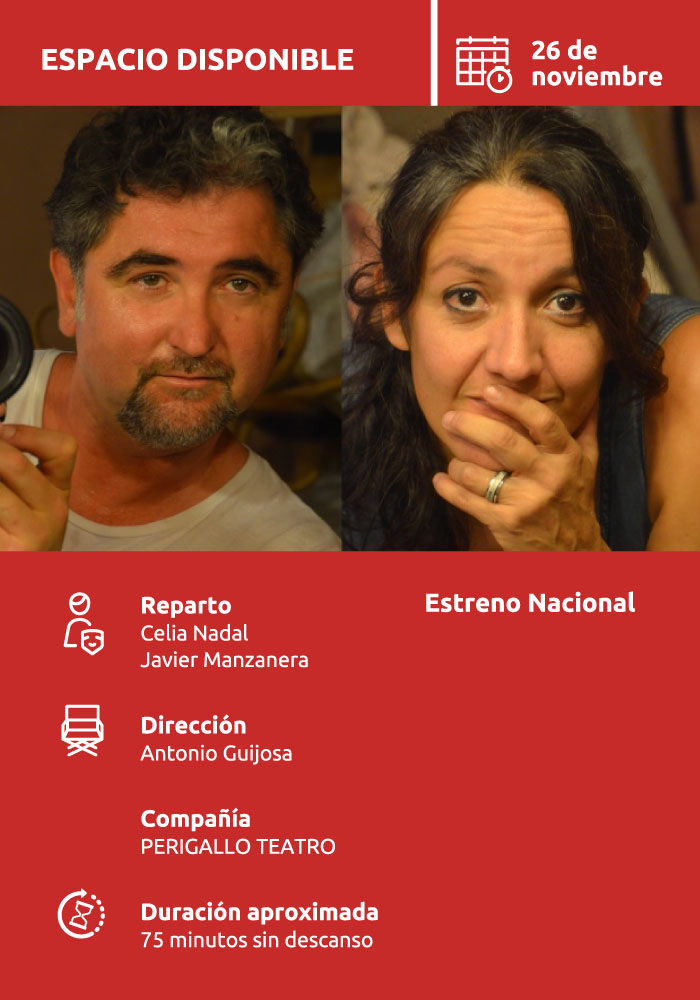 ESPACIO DISPONIBLE
26 de
noviembre
Reparto
Celia Nadal
Javier Manzanera
Estreno Nacional
Dirección
Antonio Guijosa
Compañía
PERIGALLO TEATRO
Duración aproximada
75 minutos sin descanso